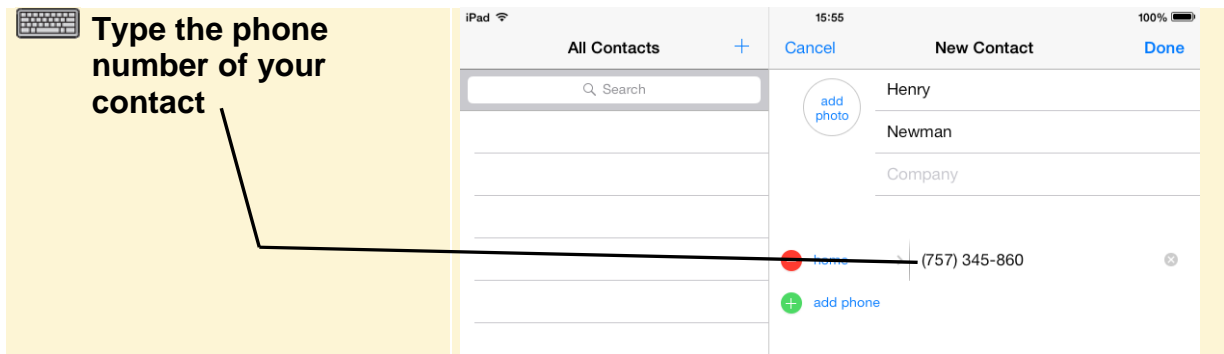 Type the phone
number of your
contact
iPad 15:55 100%
All Contacts + Cancel New Contact Done
Search
add
photo
Henry
Newman
Company
home (757) 345-860
add phone